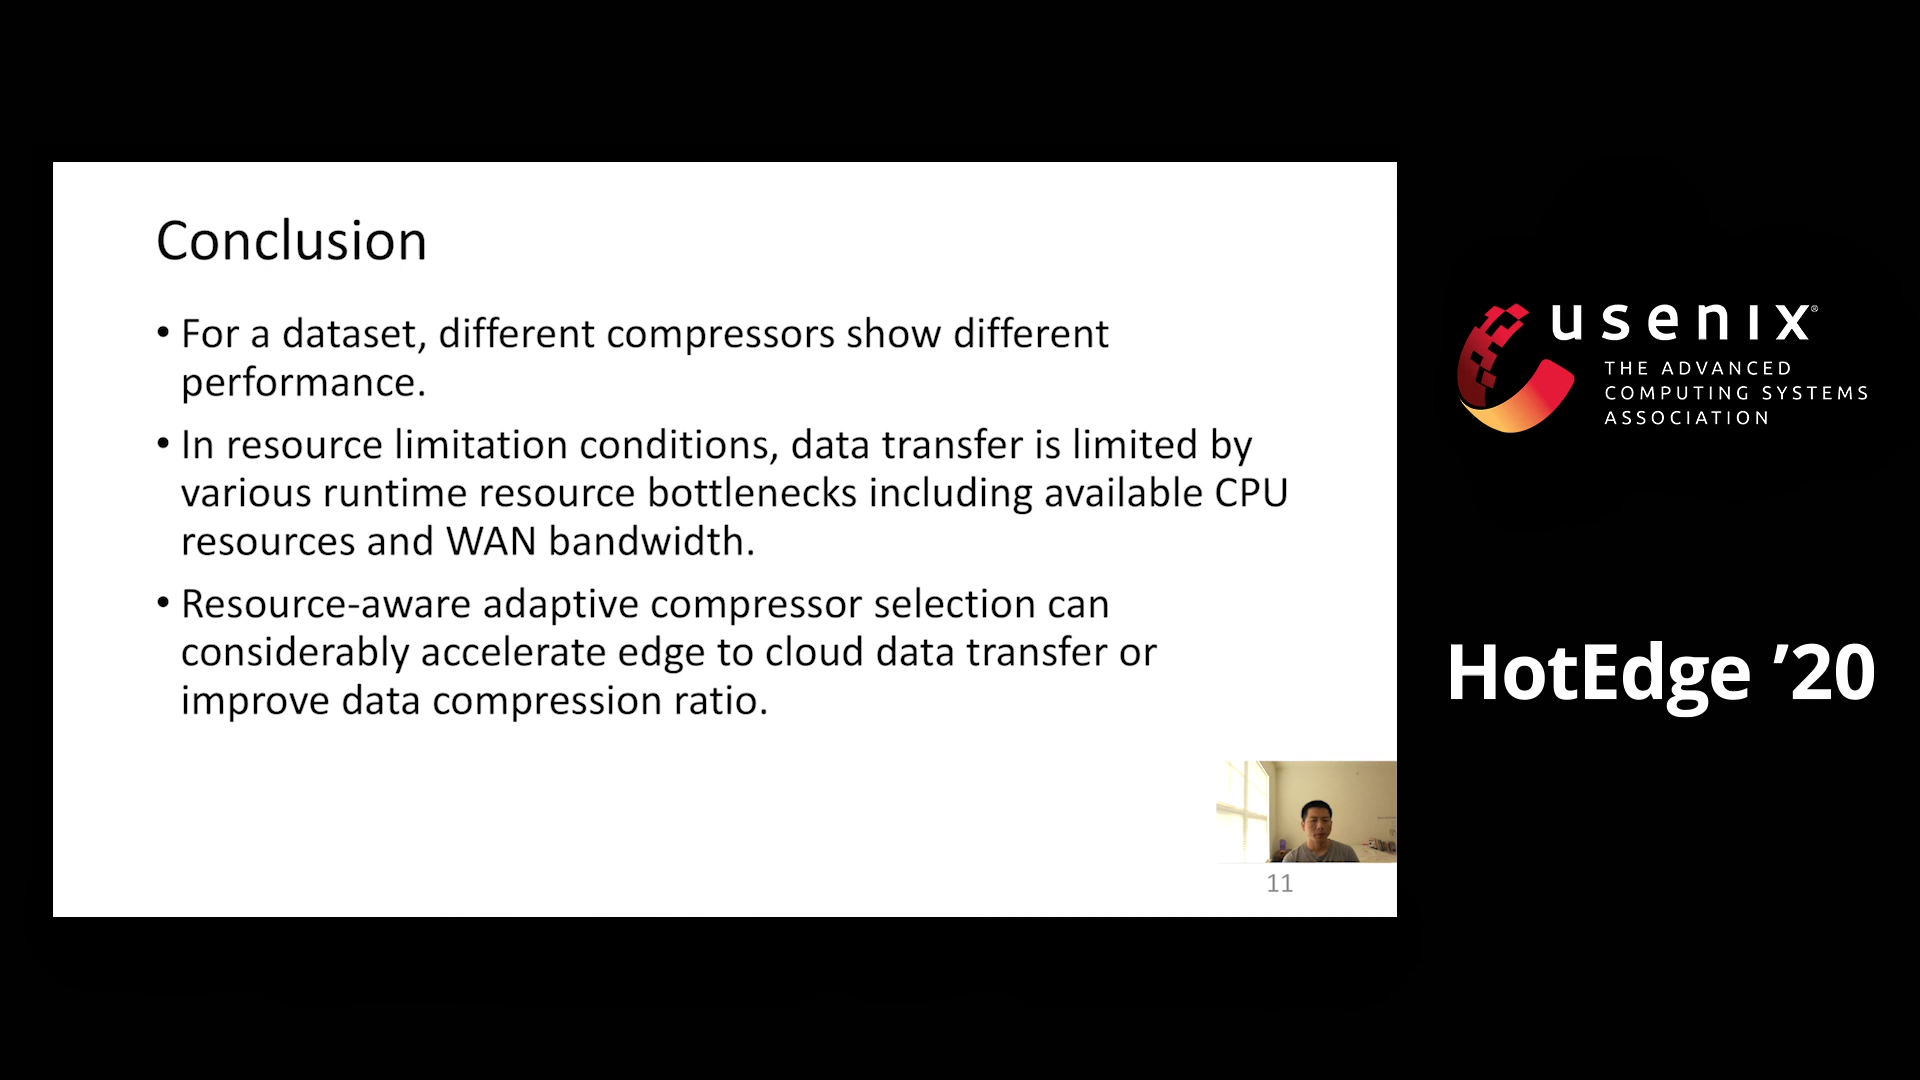 Conclusion
• For a dataset, different compressors show different
performance.
• In resource limitation conditions, data transfer is limited by
various runtime resource bottlenecks including available CPU
resources and WAN bandwidth.
• Resource-aware adaptive compressor selection can
considerably accelerate edge to cloud data transfer or
improve data compression ratio.
11
usenix®
THE ADVANCED
COMPUTING SYSTEMS
ASSOCIATION
HotEdge ’20